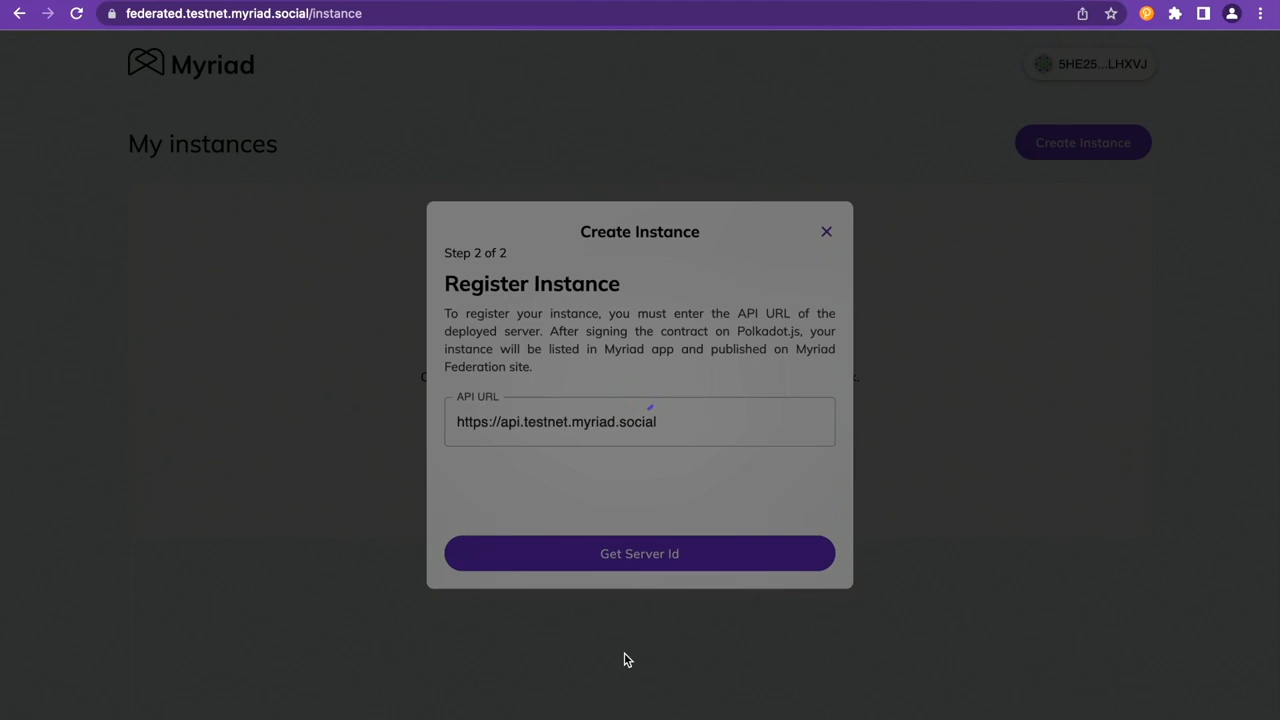 federated.testnet.myriad.social/instance
Myriad
5HE25...LHXVJ
My instances
Create Instance
Create Instance
Step 2 of 2
Register Instance
To register your instance, you must enter the API URL of the
deployed server. After signing the contract on Polkadot.js, your
instance will be listed in Myriad app and published on Myriad
Federation site.
API URL
https://api.testnet.myriad.social
Get Server Id